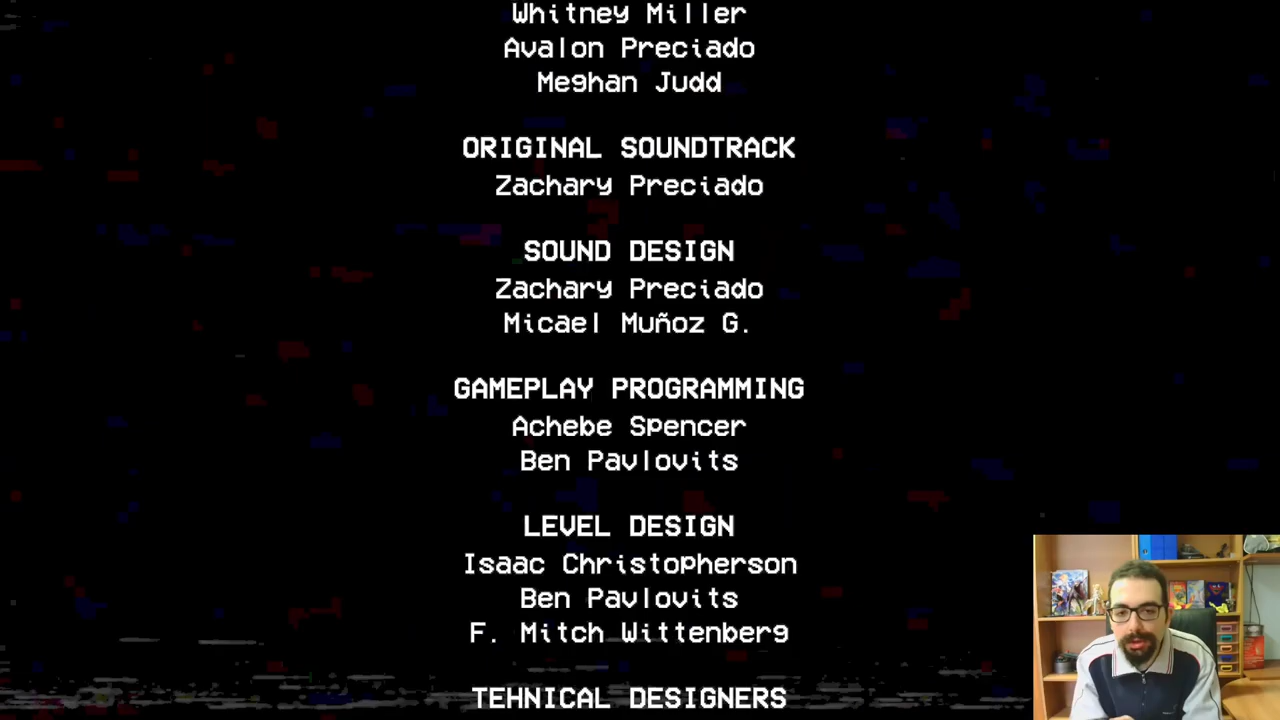 Whitney Miller
Avalon Preciado
Meghan Judd
ORIGINAL SOUNDTRACK
Zachary Preciado
SOUND DESIGN
Zachary Preciado
Micael Muñoz G.
GAMEPLAY PROGRAMMING
Achebe Spencer
Ben Pavlovits
LEVEL DESIGN
Isaac Christopherson
Ben Pavlovits
F. Mitch Wittenberg
TEHNICAL DESIGNERS